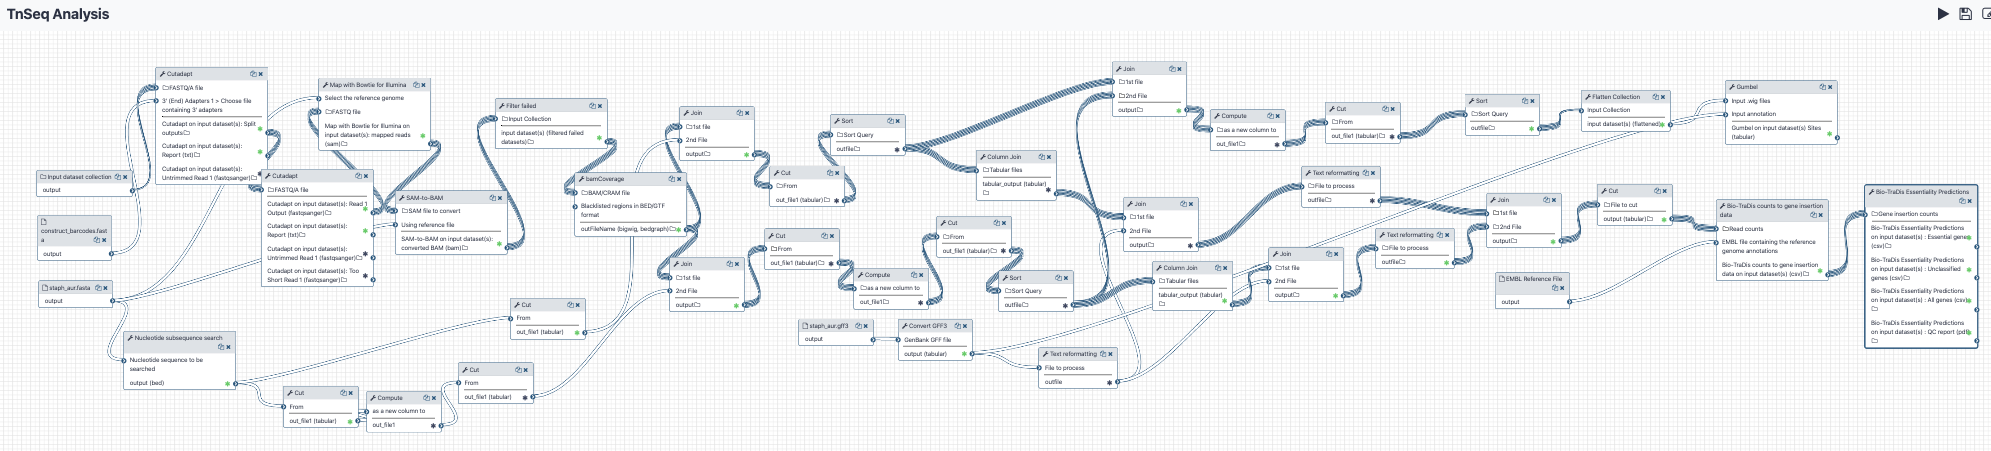 TnSeq Analysis
Cutadapt
FASTQ/A file
3' (End) Adapters 1 > Choose file
containing 3' adapters
Cutadapt on input dataset(s): Split
outputs
Cutadapt on input dataset(s):
Report (txt)
Cutadapt on input dataset(s):
Untrimmed Read 1 (fastqsanger)
Input dataset collection
output
construct_barcodes.fast
a
output
staph_aur.fasta
output
Nucleotide subsequence search
Nucleotide sequence to be
searched
output (bed)
Cutadapt
FASTQ/A file
Cutadapt on input dataset(s): Read 1
Output (fastqsanger)
Cutadapt on input dataset(s):
Report (txt)
Cutadapt on input dataset(s):
Untrimmed Read 1 (fastqsanger)
Cutadapt on input dataset(s): Too
Short Read 1 (fastqsanger)
Map with Bowtie for Illumina
Select the reference genome
FASTQ file
Map with Bowtie for Illumina on
input dataset(s): mapped reads
(sam)
SAM-to-BAM
SAM file to convert
Using reference file
SAM-to-BAM on input dataset(s):
converted BAM (bam)
Filter failed
Input Collection
input dataset(s) (filtered failed
datasets)
bamCoverage
BAM/CRAM file
Blacklisted regions in BED/GTF
format
outFileName (bigwig, bedgraph)
Cut
From
out_file1 (tabular)
Compute
as a new column to
out_file1
Cut
From
out_file1 (tabular)
Cut
From
out_file1 (tabular)
Join
1st file
2nd File
output
Join
1st file
2nd File
output
Cut
From
out_file1 (tabular)
Sort
Sort Query
outfile
Cut
From
out_file1 (tabular)
Compute
as a new column to
out_file1
Cut
From
out_file1 (tabular)
Sort
Sort Query
outfile
staph_aur.gff3
output
Convert GFF3
GenBank GFF file
output (tabular)
Text reformatting
File to process
outfile
Column Join
Tabular files
tabular_output (tabular)
Join
1st file
2nd File
output
Join
1st file
2nd File
output
Column Join
Tabular files
tabular_output (tabular)
Compute
as a new column to
out_file1
Cut
From
out_file1 (tabular)
Sort
Sort Query
outfile
Flatten Collection
Input Collection
input dataset(s) (flattened)
Gumbel
Input .wig files
Input annotation
Gumbel on input dataset(s) Sites
(tabular)
Text reformatting
File to process
outfile
Join
1st file
2nd File
output
Text reformatting
File to process
outfile
Join
1st file
2nd File
output
Cut
File to cut
output (tabular)
EMBL Reference File
output
Bio-TraDis counts to gene insertion
data
Read counts
EMBL file containing the reference
genome annotations
Bio-TraDis counts to gene insertion
data on input dataset(s) (csv)
Bio-TraDis Essentiality Predictions
Gene insertion counts
Bio-TraDis Essentiality Predictions
on input dataset(s) : Essential genes
(csv)
Bio-TraDis Essentiality Predictions
on input dataset(s) : Unclassified
genes (csv)
Bio-TraDis Essentiality Predictions
on input dataset(s) : All genes (csv)
Bio-TraDis Essentiality Predictions
on input dataset(s) : QC report (pdf)